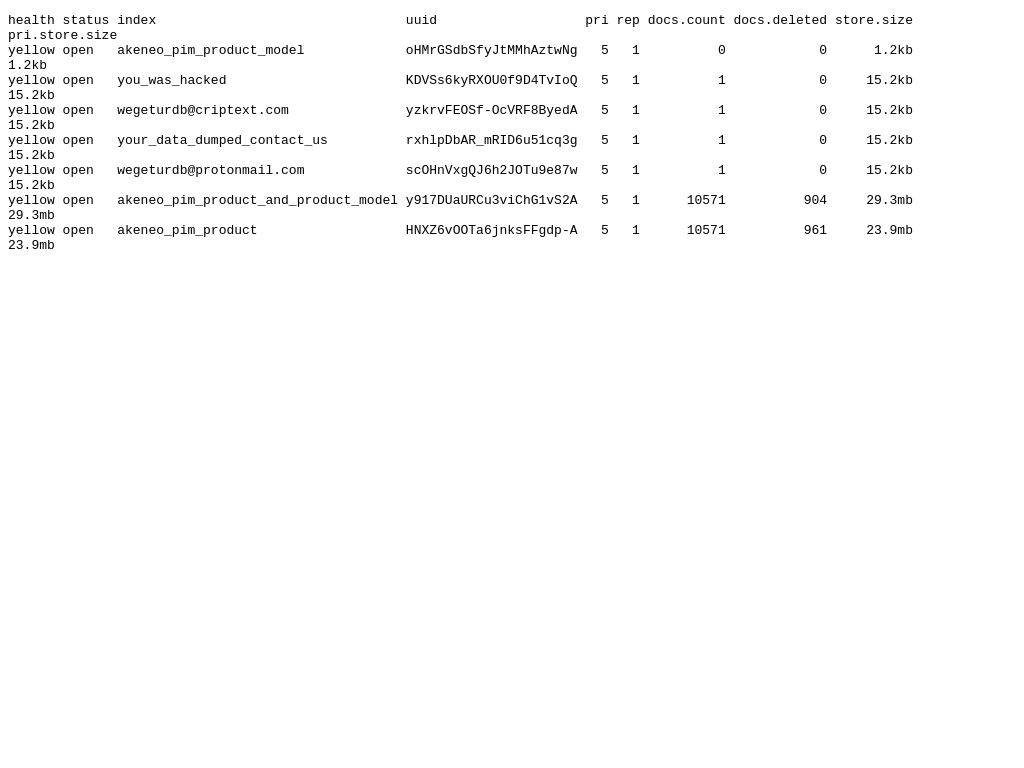 health status index                                uuid                   pri rep docs.count docs.deleted store.size
pri.store.size
yellow open   akeneo_pim_product_model             oHMrGSdbSfyJtMMhAztwNg   5   1          0            0      1.2kb
1.2kb
yellow open   you_was_hacked                       KDVSs6kyRXOU0f9D4TvIoQ   5   1          1            0     15.2kb
15.2kb
yellow open   wegeturdb@criptext.com               yzkrvFEOSf-OcVRF8ByedA   5   1          1            0     15.2kb
15.2kb
yellow open   your_data_dumped_contact_us          rxhlpDbAR_mRID6u51cq3g   5   1          1            0     15.2kb
15.2kb
yellow open   wegeturdb@protonmail.com             scOHnVxgQJ6h2JOTu9e87w   5   1          1            0     15.2kb
15.2kb
yellow open   akeneo_pim_product_and_product_model y917DUaURCu3viChG1vS2A   5   1      10571          904     29.3mb
29.3mb
yellow open   akeneo_pim_product                   HNXZ6vOOTa6jnksFFgdp-A   5   1      10571          961     23.9mb
23.9mb